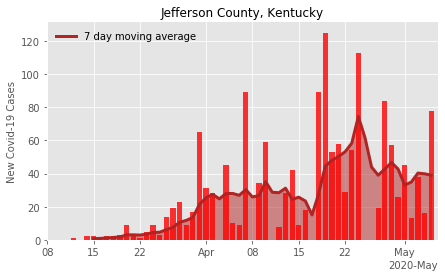 Jefferson County, Kentucky
7 day moving average
New Covid-19 Cases
120
100
80
60
40
20
0
08 15 22 Apr 08 15 22 May
2020-May